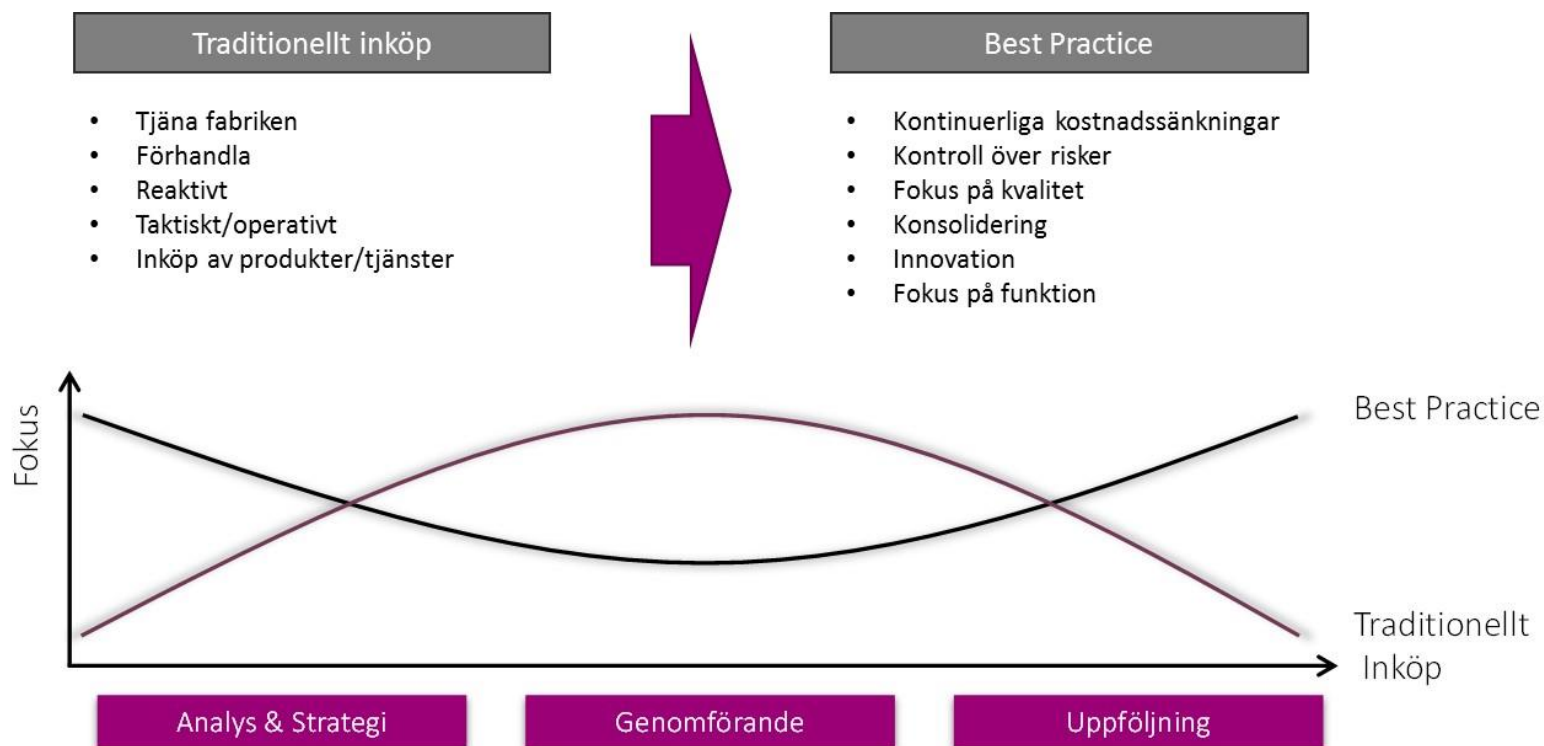 Traditionellt inköp
Best Practice
• Tjäna fabriken
• Förhandla
• Reaktivt
• Taktiskt/operativt
• Inköp av produkter/tjänster
• Kontinuerliga kostnadssänkningar
• Kontroll över risker
• Fokus på kvalitet
• Konsolidering
• Innovation
• Fokus på funktion
Fokus
Best Practice
Traditionellt
Inköp
Analys & Strategi
Genomförande
Uppföljning